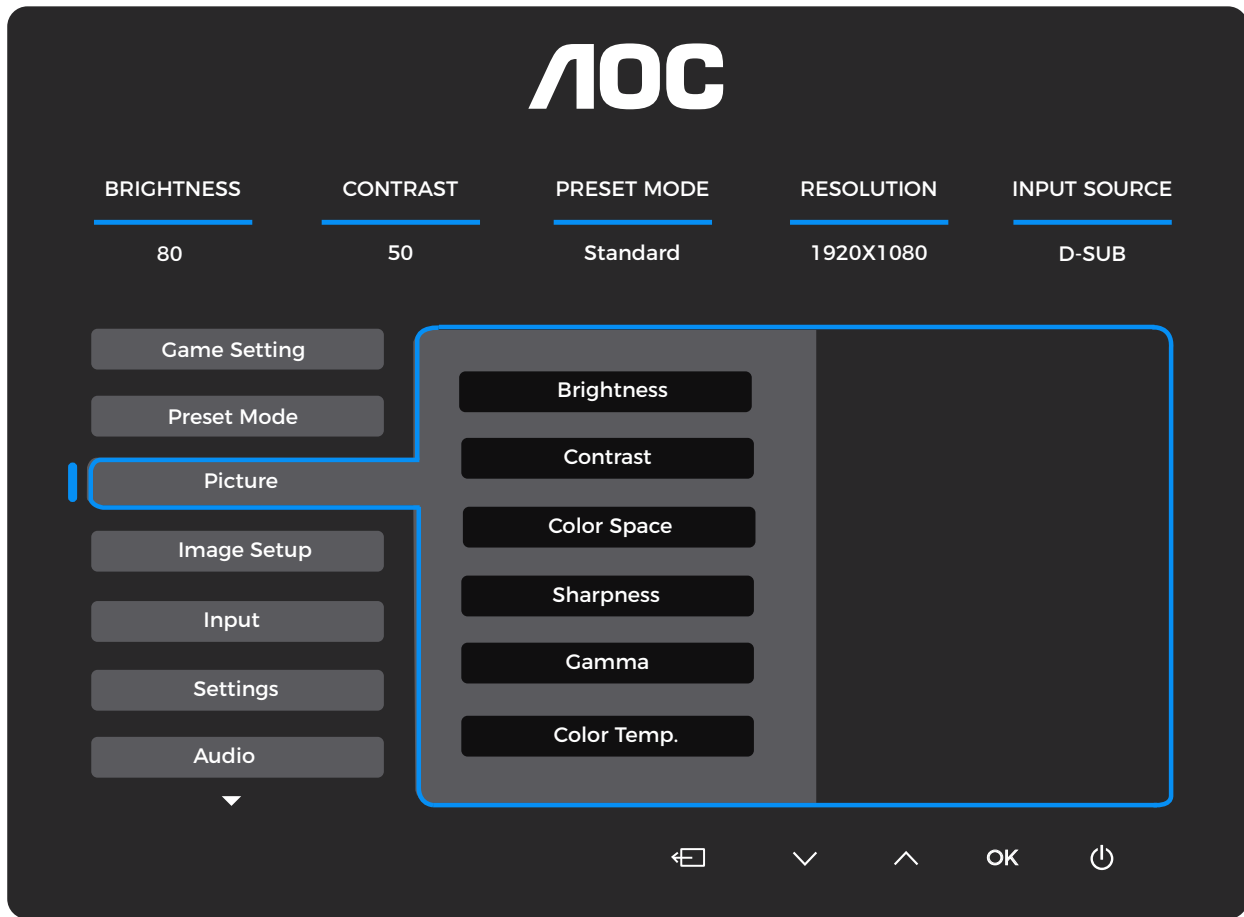 AOC
BRIGHTNESS CONTRAST PRESET MODE RESOLUTION INPUT SOURCE
80 50 Standard 1920X1080 D-SUB
Game Setting
Preset Mode
Picture
Image Setup
Input
Settings
Audio
Brightness
Contrast
Color Space
Sharpness
Gamma
Color Temp.
OK